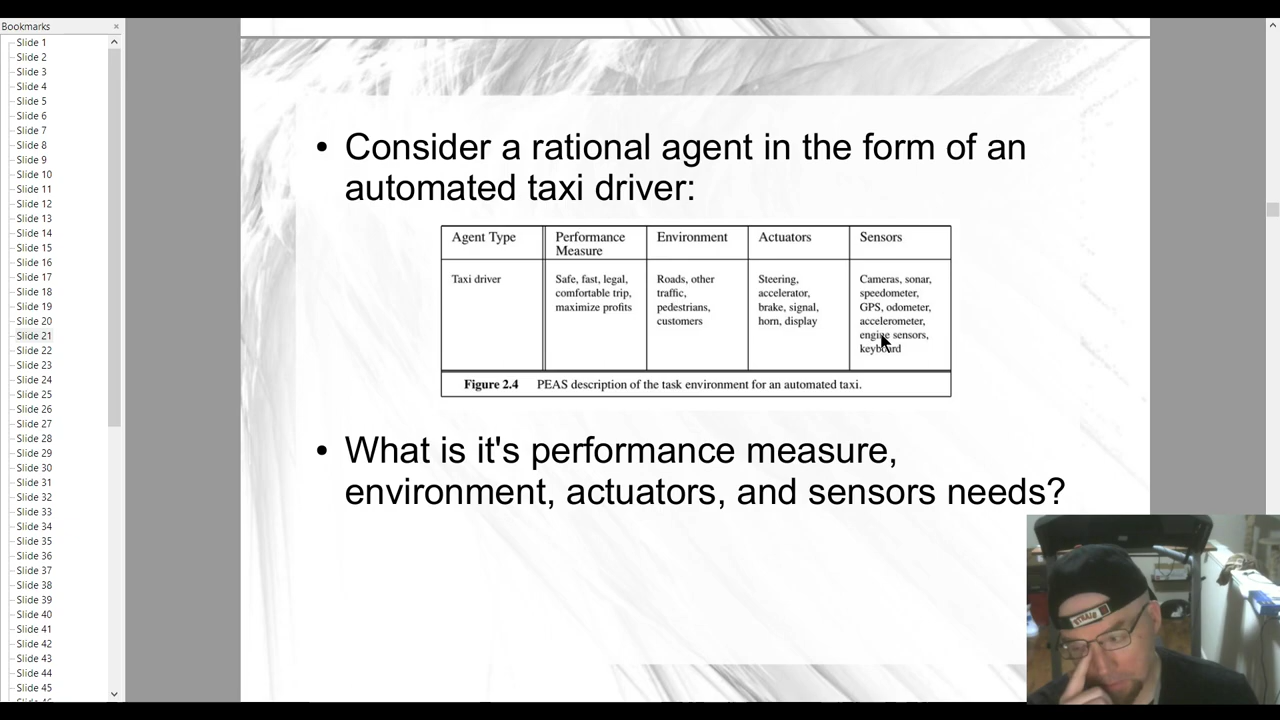 Bookmarks
Slide 1
Slide 2
Slide 3
Slide 4
Slide 5
Slide 6
Slide 7
Slide 8
Slide 9
Slide 10
Slide 11
Slide 12
Slide 13
Slide 14
Slide 15
Slide 16
Slide 17
Slide 18
Slide 19
Slide 20
Slide 21
Slide 22
Slide 23
Slide 24
Slide 25
Slide 26
Slide 27
Slide 28
Slide 29
Slide 30
Slide 31
Slide 32
Slide 33
Slide 34
Slide 35
Slide 36
Slide 37
Slide 38
Slide 39
Slide 40
Slide 41
Slide 42
Slide 43
Slide 44
Slide 45
• Consider a rational agent in the form of an
automated taxi driver:
Agent Type
Performance
Measure
Environment
Actuators
Sensors
Taxi driver
Safe, fast, legal,
comfortable trip,
maximize profits
Roads, other
traffic,
pedestrians,
customers
Steering,
accelerator,
brake, signal,
horn, display
Cameras, sonar,
speedometer,
GPS, odometer,
accelerometer,
engine sensors,
keyboard
Figure 2.4 PEAS description of the task environment for an automated taxi.
• What is it's performance measure,
environment, actuators, and sensors needs?